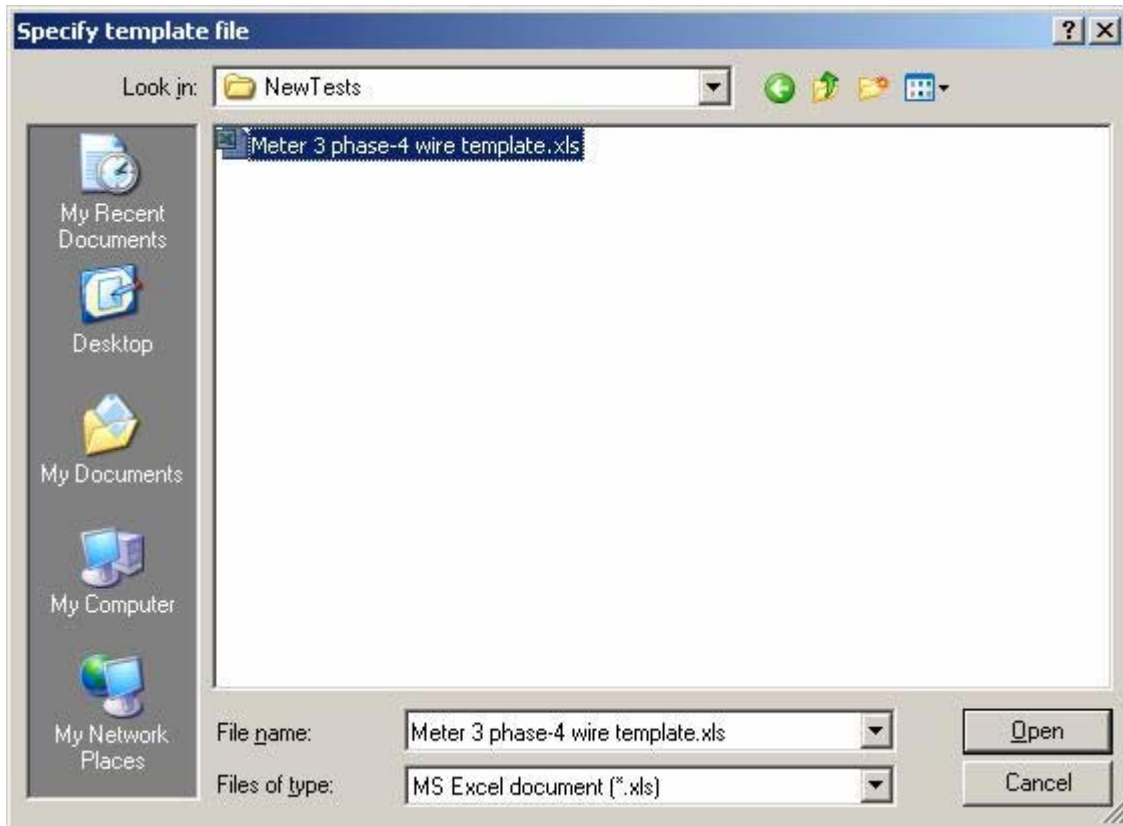 Specify template file
Look in:
NewTests
Meter 3 phase-4 wire template.xls
My Recent
Documents
Desktop
My Documents
My Computer
My Network
Places
File name:
Meter 3 phase-4 wire template.xls
Open
Files of type:
MS Excel document (*.xls)
Cancel